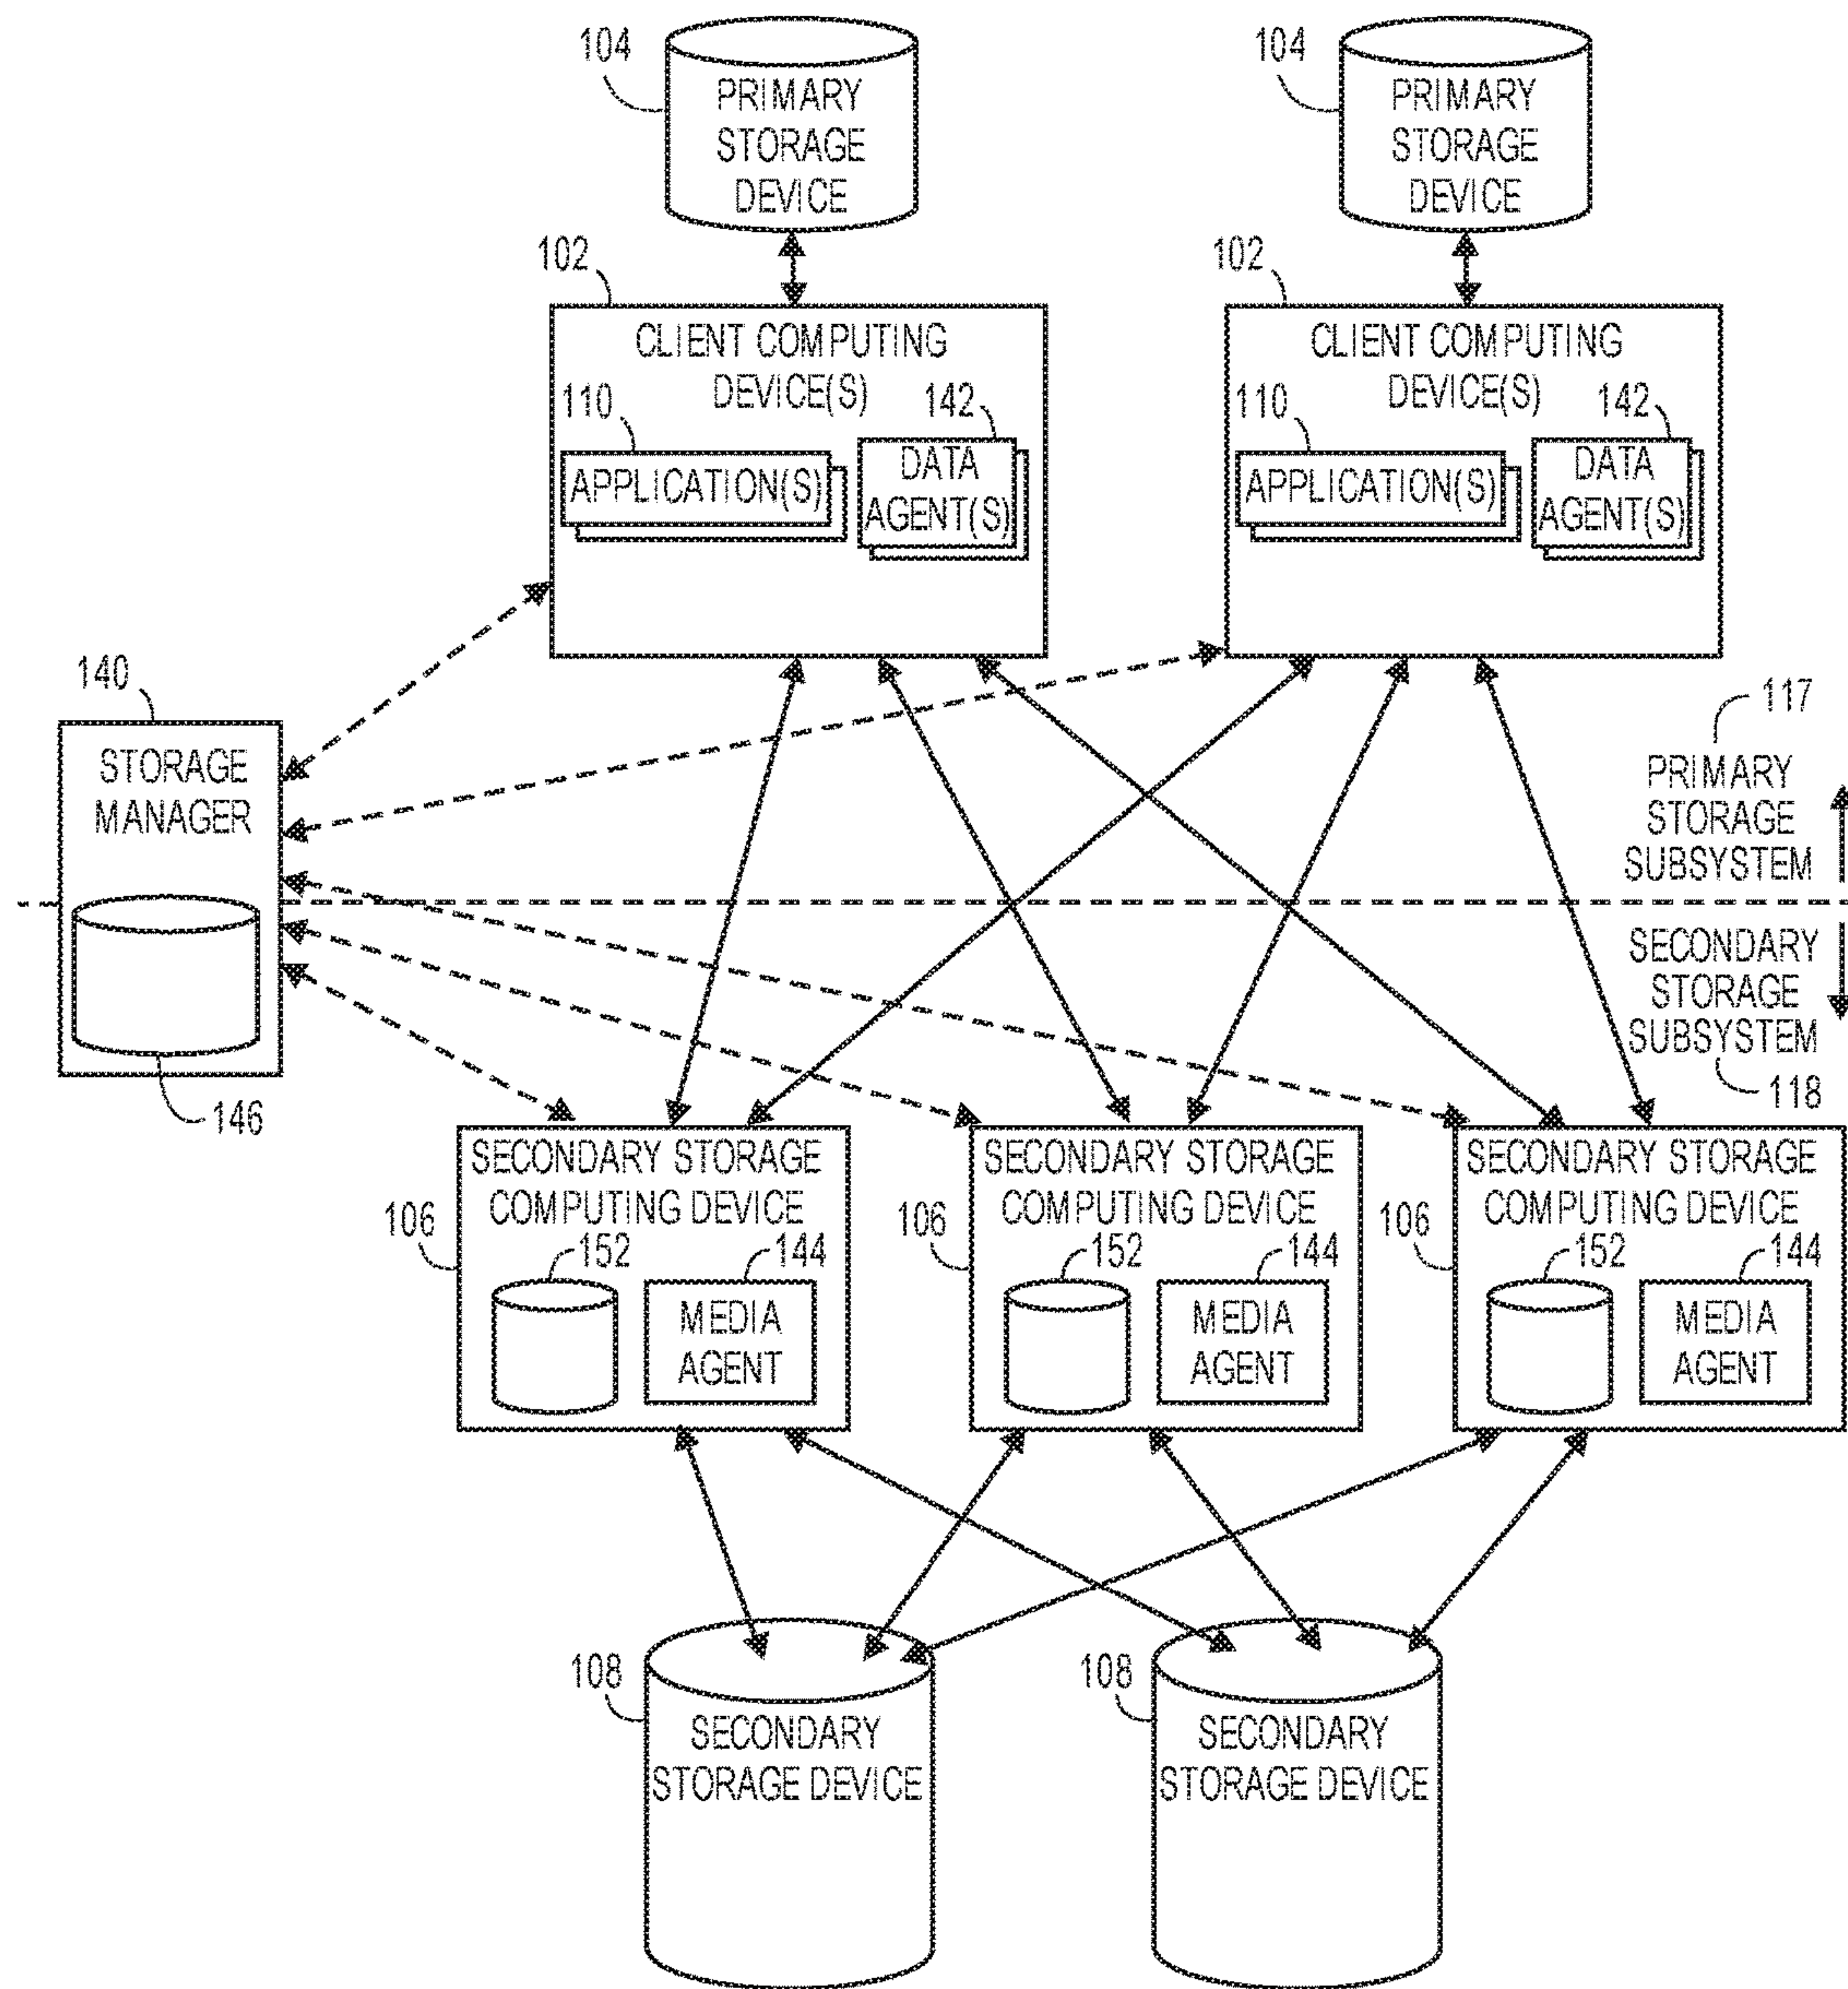 104
PRIMARY
STORAGE
DEVICE
104
PRIMARY
STORAGE
DEVICE
102
CLIENT COMPUTING
DEVICE(S)
110
142
APPLICATION(S)
DATA
AGENT(S)
102
CLIENT COMPUTING
DEVICE(S)
110
142
APPLICATION(S)
DATA
AGENT(S)
140
STORAGE
MANAGER
146
117
PRIMARY
STORAGE
SUBSYSTEM
SECONDARY
STORAGE
SUBSYSTEM
118
SECONDARY STORAGE
COMPUTING DEVICE
106
152
144
MEDIA
AGENT
SECONDARY STORAGE
COMPUTING DEVICE
106
152
144
MEDIA
AGENT
SECONDARY STORAGE
COMPUTING DEVICE
106
152
144
MEDIA
AGENT
108
SECONDARY
STORAGE DEVICE
108
SECONDARY
STORAGE DEVICE